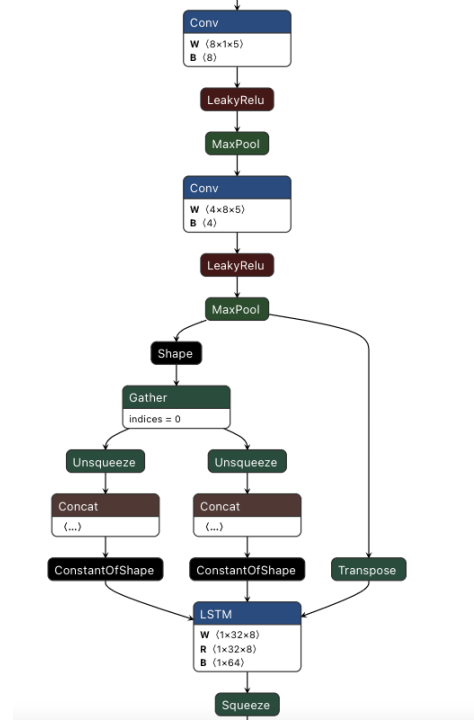 Conv
W ⟨8×1×5⟩
B ⟨8⟩
LeakyRelu
MaxPool
Conv
W ⟨4×8×5⟩
B ⟨4⟩
LeakyRelu
MaxPool
Shape
Gather
indices = 0
Unsqueeze
Unsqueeze
Concat
⟨...⟩
Concat
⟨...⟩
ConstantOfShape
ConstantOfShape
Transpose
LSTM
W ⟨1×32×8⟩
R ⟨1×32×8⟩
B ⟨1×64⟩
Squeeze